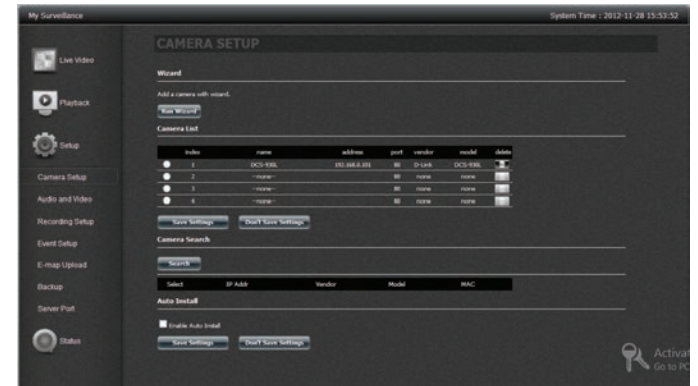 My Surveillance System Time : 2012-11-28 15:53:52
CAMERA SETUP
Live Video
Wizard
Add a camera with wizard.
Playback
Run Wizard
Camera List
Setup
index name address port vendor model delete
1 DCS-930L 192.168.0.101 80 D-Link DCS-930L
2 --none-- 80 none none
3 --none-- 80 none none
4 --none-- 80 none none
Camera Setup
Audio and Video
Recording Setup
Event Setup
E-map Upload
Backup
Server Port
Status
Save Settings Don't Save Settings
Camera Search
Search
Select IP Addr Vendor Model MAC
Auto Install
Enable Auto Install
Save Settings Don't Save Settings
Activat
Go to PC